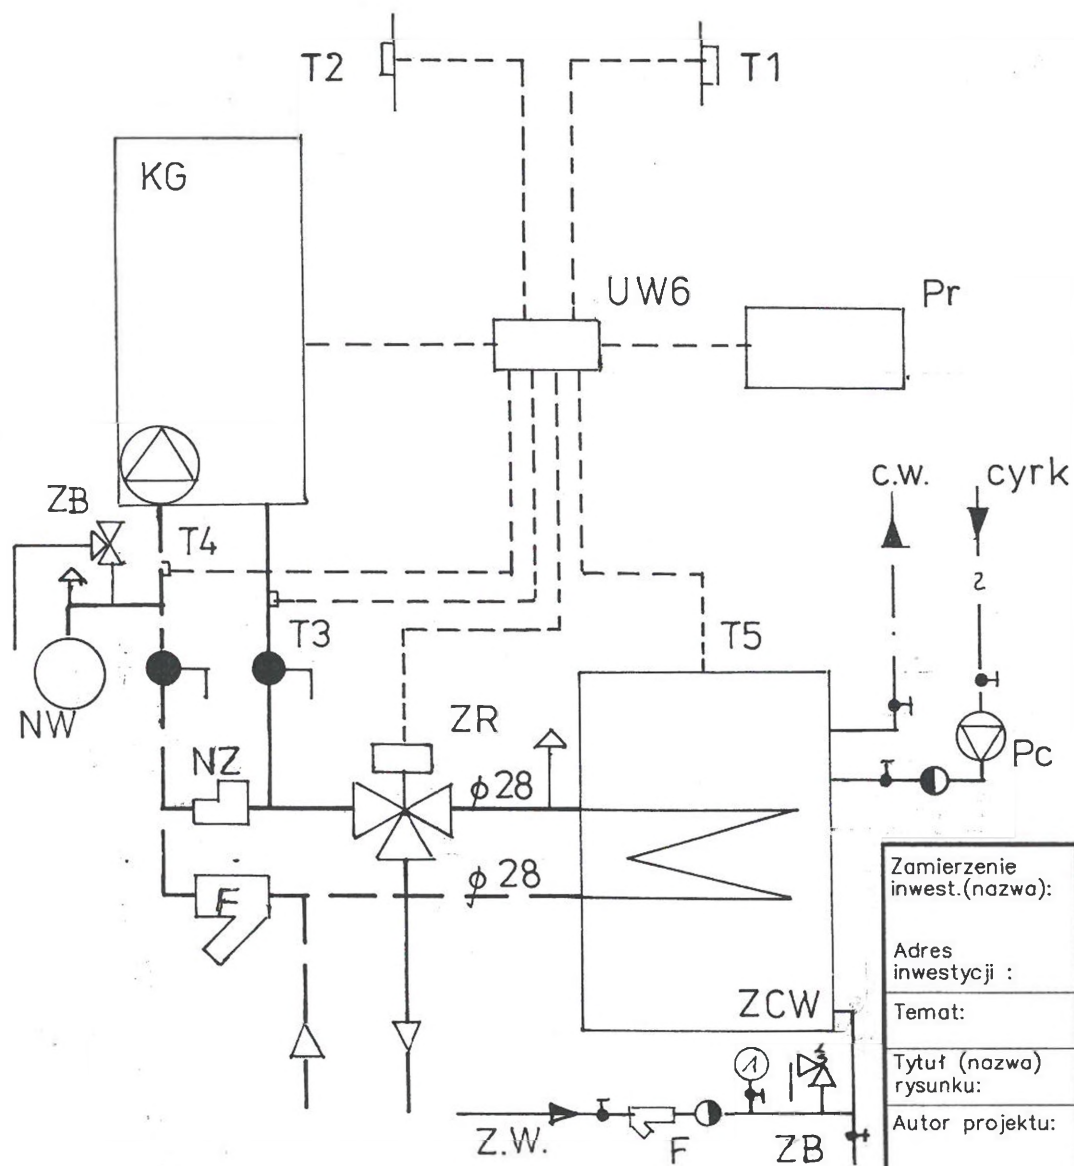 T2
T1
KG
UW6
Pr
ZB
c.w.
cyrk
T4
T3
T5
NW
ZR
Pc
NZ
ϕ28
ϕ28
F
Zamierzenie
inwest.(nazwa):
Adres
inwestycji :
ZCW
Temat:
1
Tytuł (nazwa)
rysunku:
Z.W.
F
ZB
Autor projektu: